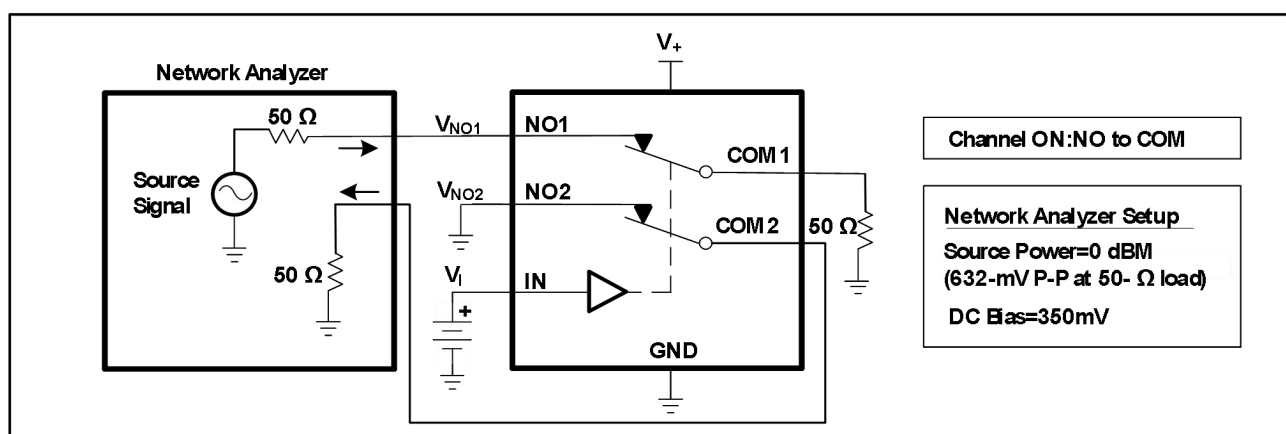 V+
Network Analyzer
50 Ω
VNO1
NO1
COM 1
Source
Signal
VNO2
NO2
COM 2
50 Ω
50 Ω
VI
IN
+
GND
Channel ON:NO to COM
Network Analyzer Setup
Source Power=0 dBM
(632-mV P-P at 50- Ω load)
DC Bias=350mV